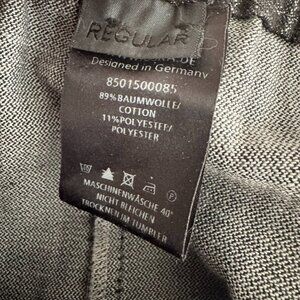 REGULAR
Designed in Germany
8501500085
89%BAUMWOLLE/
COTTON
11%POLYESTER/
POLYESTER
MASCHINENWÄSCHE 40°
NICHT BLEICHEN
TROCKNEN IM TUMBLER